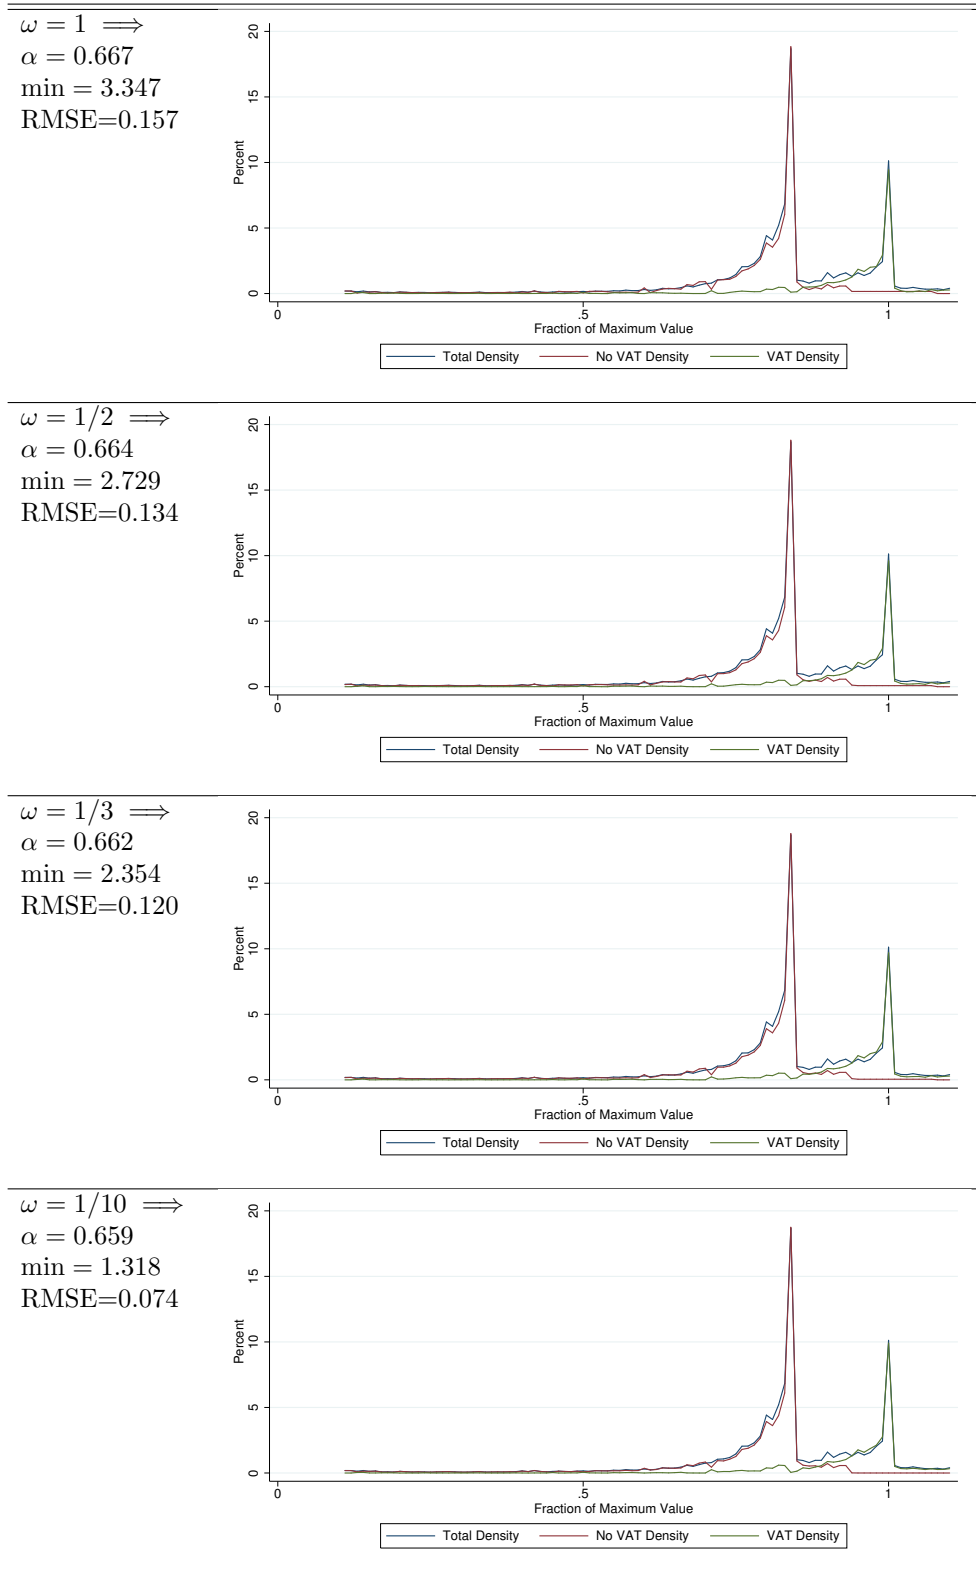 ω = 1 ⟹
α = 0.667
min = 3.347
RMSE=0.157
20
15
10
5
0
Percent
0 .5 1
Fraction of Maximum Value
Total Density No VAT Density VAT Density
ω = 1/2 ⟹
α = 0.664
min = 2.729
RMSE=0.134
20
15
10
5
0
Percent
0 .5 1
Fraction of Maximum Value
Total Density No VAT Density VAT Density
ω = 1/3 ⟹
α = 0.662
min = 2.354
RMSE=0.120
20
15
10
5
0
Percent
0 .5 1
Fraction of Maximum Value
Total Density No VAT Density VAT Density
ω = 1/10 ⟹
α = 0.659
min = 1.318
RMSE=0.074
20
15
10
5
0
Percent
0 .5 1
Fraction of Maximum Value
Total Density No VAT Density VAT Density